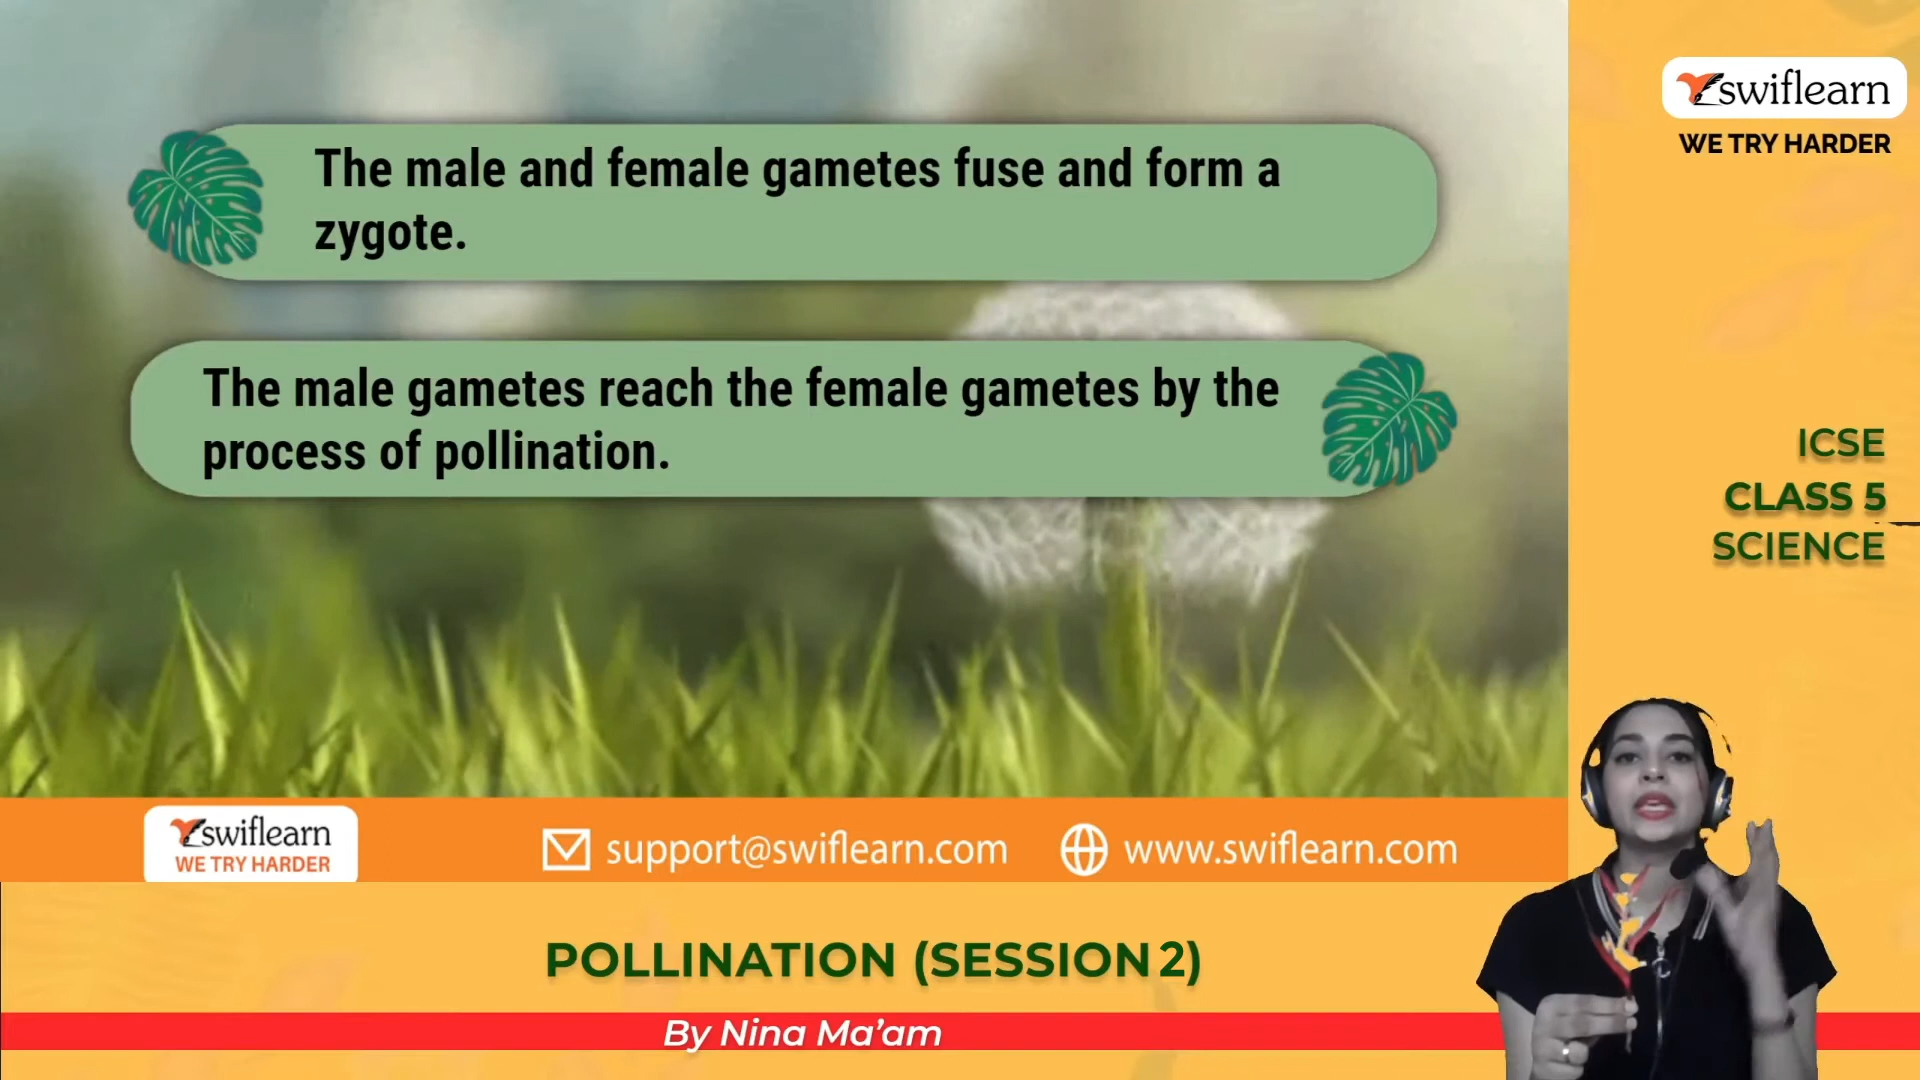 The male and female gametes fuse and form a
zygote.
The male gametes reach the female gametes by the
process of pollination.
swiflearn
WE TRY HARDER
ICSE
CLASS 5
SCIENCE
swiflearn
WE TRY HARDER
support@swiflearn.com
www.swiflearn.com
POLLINATION (SESSION 2)
By Nina Ma’am